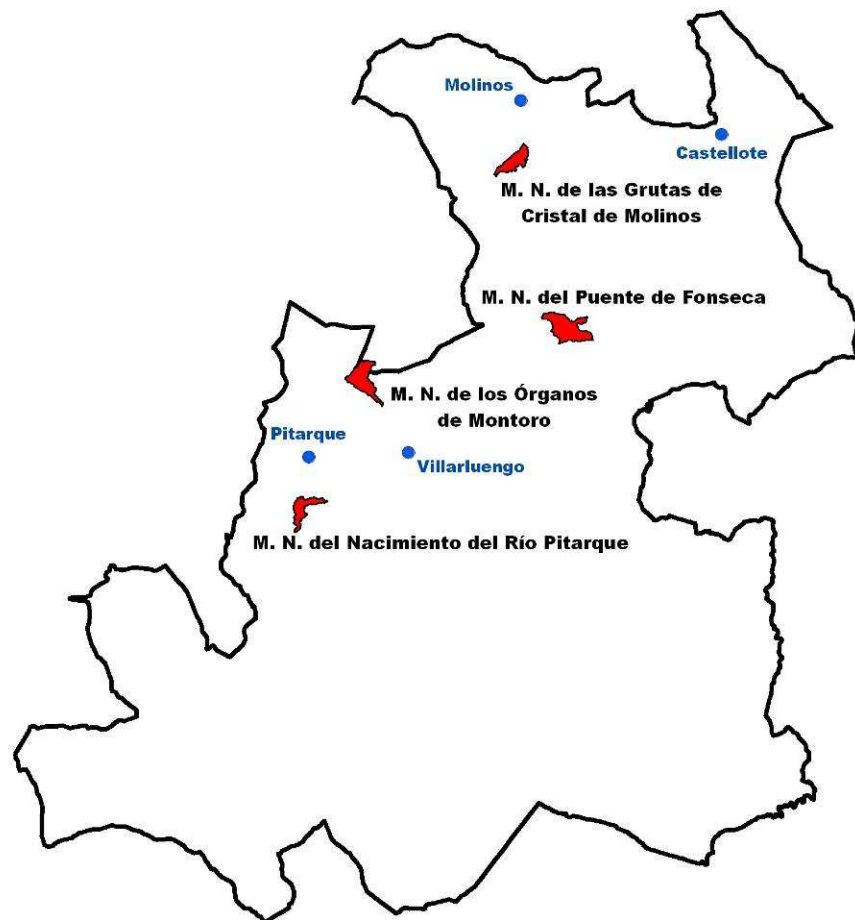 Molinos
Castellote
M. N. de las Grutas de
Cristal de Molinos
M. N. del Puente de Fonseca
M. N. de los Órganos
de Montoro
Pitarque
Villarluengo
M. N. del Nacimiento del Río Pitarque